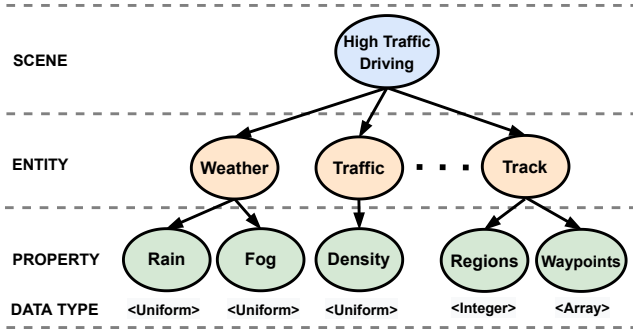 High Traffic
Driving
SCENE
ENTITY
Weather
Traffic
. . .
Track
PROPERTY
Rain
Fog
Density
Regions
Waypoints
DATA TYPE
<Uniform>
<Uniform>
<Uniform>
<Integer>
<Array>